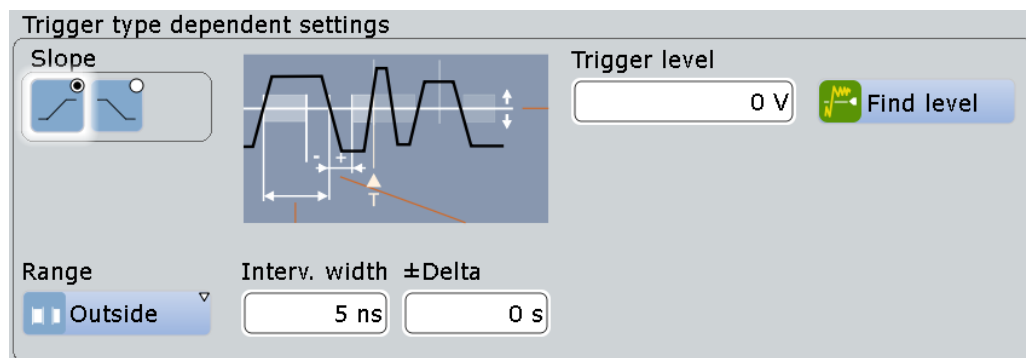 Trigger type dependent settings
Slope
Trigger level
0 V
Find level
- +
T
Range
Interv. width
±Delta
Outside
5 ns
0 s